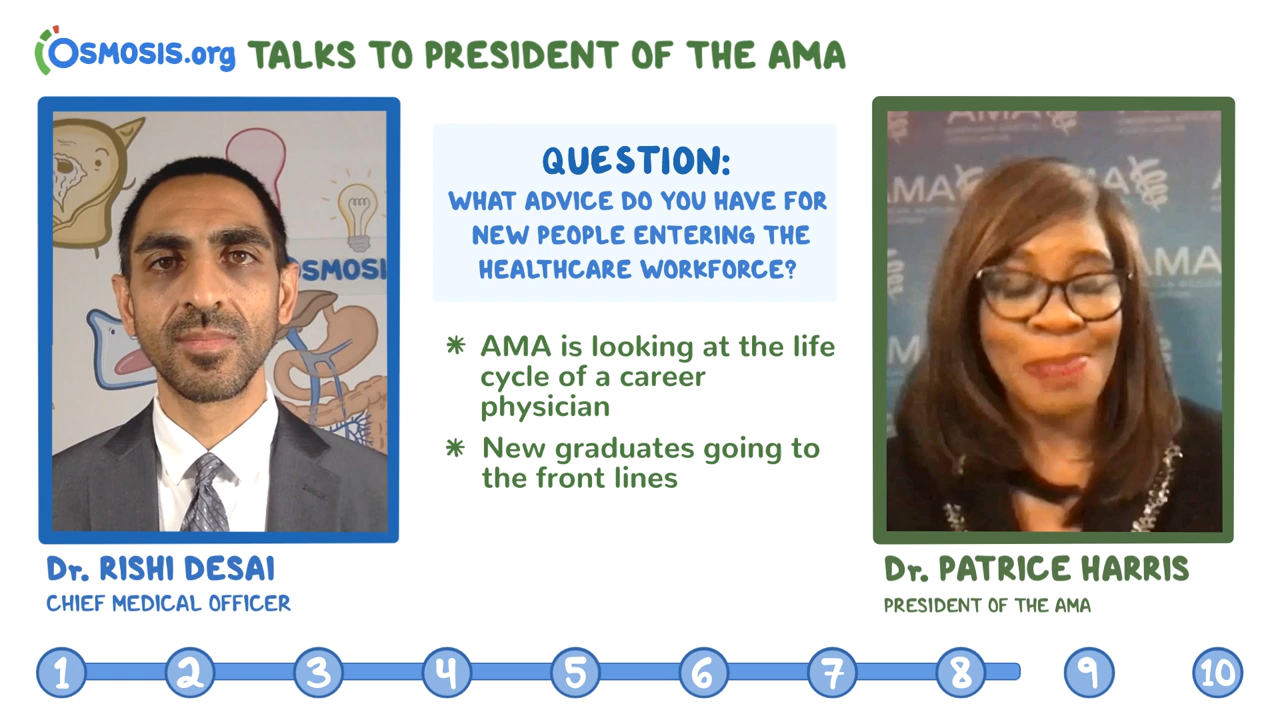 OSMOSIS.org TALKS TO PRESIDENT OF THE AMA
QUESTION:
WHAT ADVICE DO YOU HAVE FOR
NEW PEOPLE ENTERING THE
HEALTHCARE WORKFORCE?
* AMA is looking at the life
cycle of a career
physician
* New graduates going to
the front lines
OSMOSI
AMA
AMA
Dr. RISHI DESAI
CHIEF MEDICAL OFFICER
Dr. PATRICE HARRIS
PRESIDENT OF THE AMA
1 2 3 4 5 6 7 8 9 10